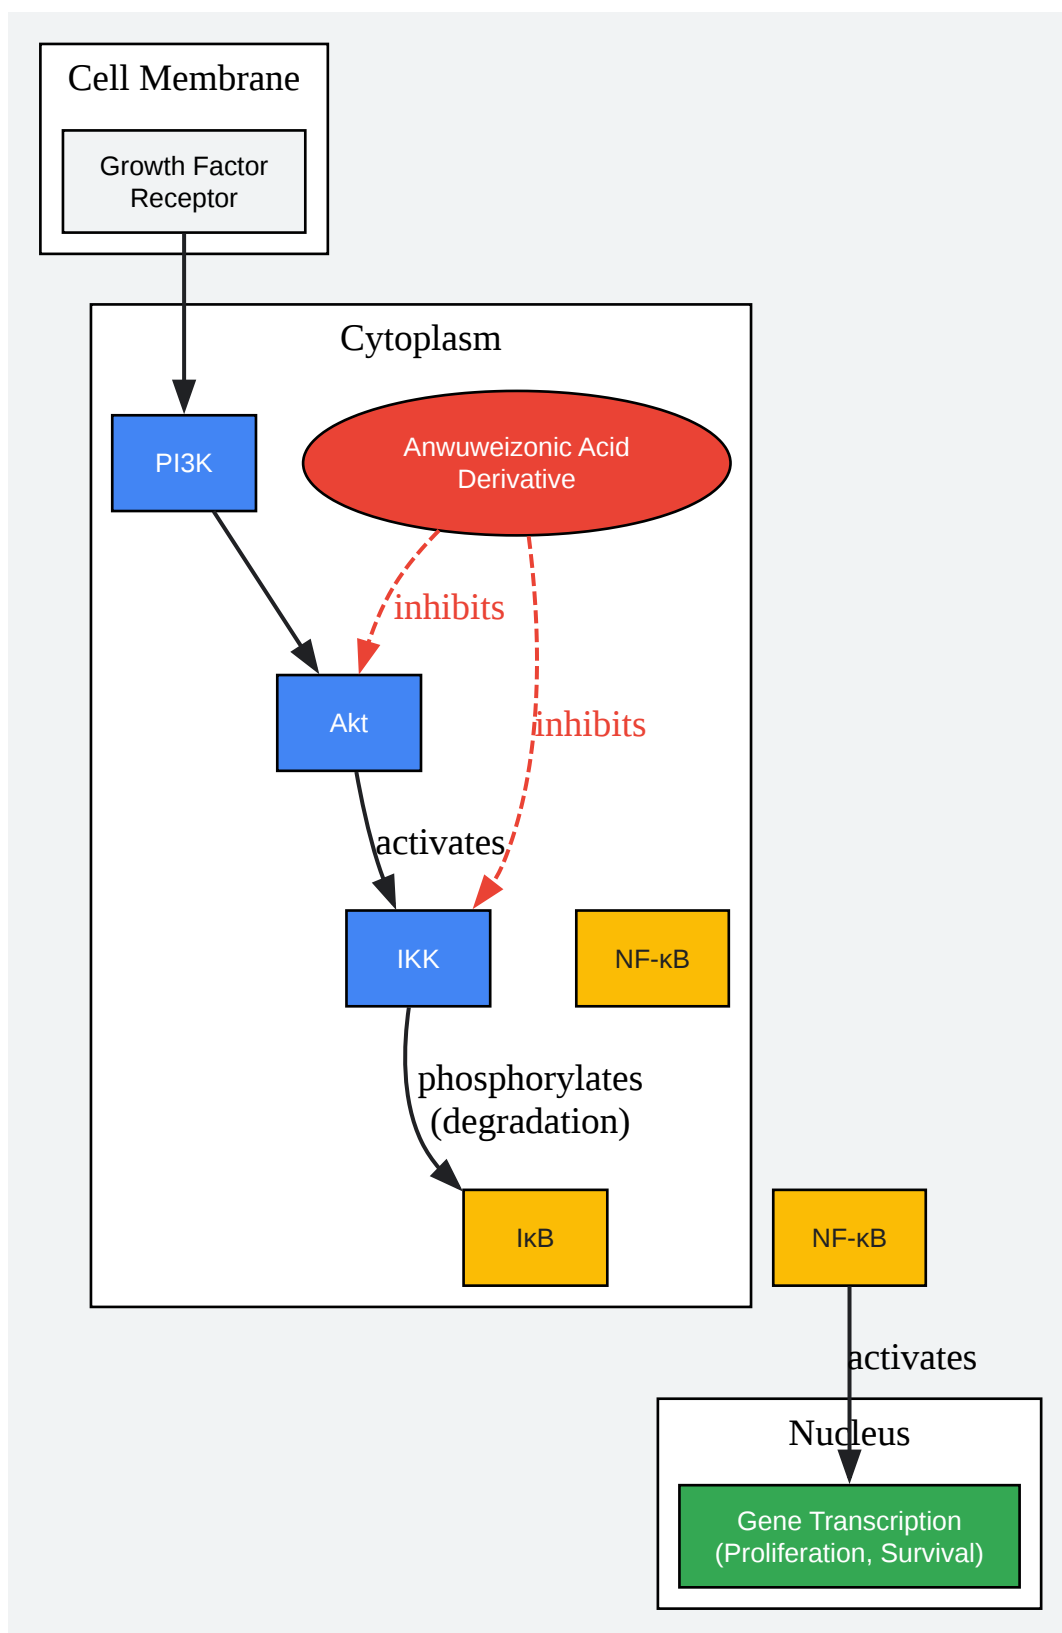 Cell Membrane
Growth Factor
Receptor
Cytoplasm
PI3K
Anwuweizonic Acid
Derivative
inhibits
inhibits
Akt
activates
IKK
NF-κB
phosphorylates
(degradation)
IκB
NF-κB
activates
Nucleus
Gene Transcription
(Proliferation, Survival)